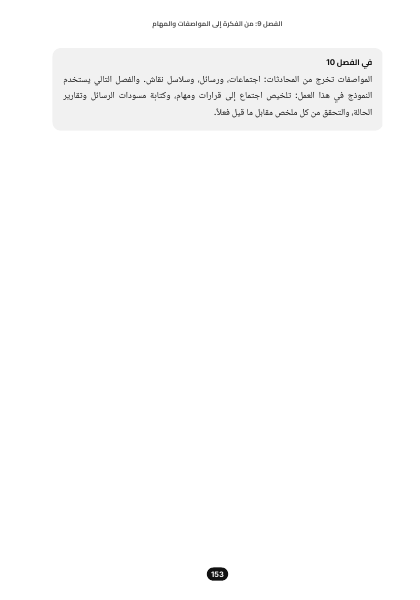 الفصل 9: من الفكرة إلى المواصفات والمهام
في الفصل 10
المواصفات تخرج من المحادثات: اجتماعات، ورسائل، وسلاسل نقاش. والفصل التالي يستخدم
النموذج في هذا العمل: تلخيص اجتماع إلى قرارات ومهام، وكتابة مسودات الرسائل وتقارير
الحالة، والتحقق من كل ملخص مقابل ما قيل فعلاً.
153